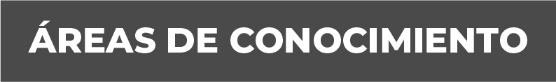 ÁREAS DE CONOCIMIENTO